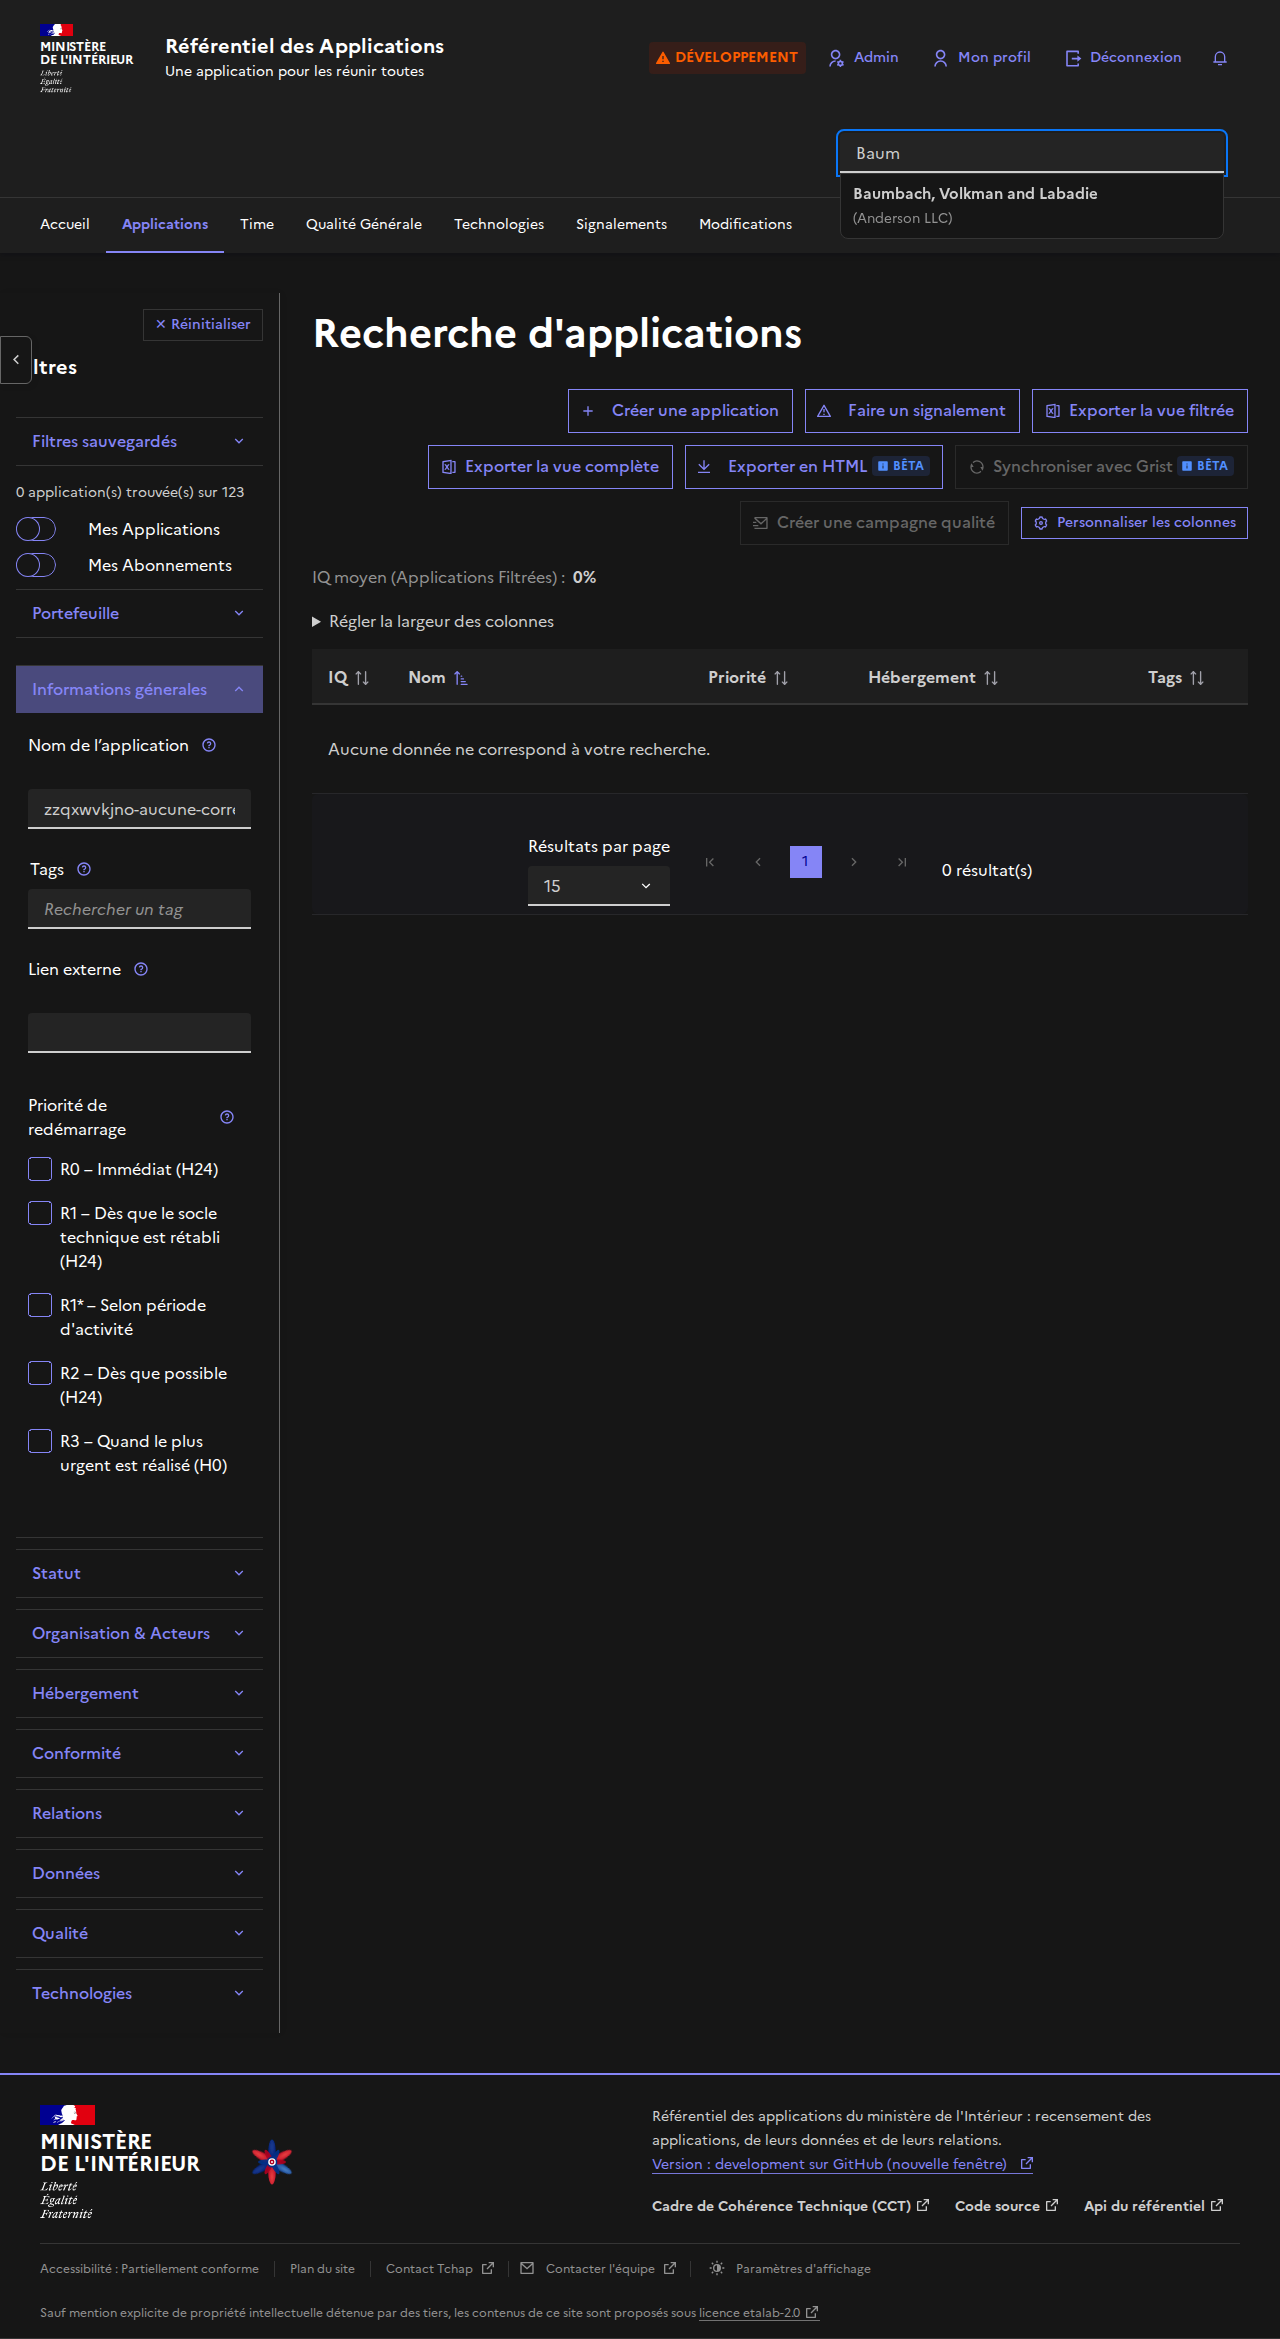 MINISTÈRE
DE L'INTÉRIEUR
Liberté
Égalité
Fraternité
Référentiel des Applications
Une application pour les réunir toutes
DÉVELOPPEMENT
Admin
Mon profil
Déconnexion
Baum
Baumbach, Volkman and Labadie
(Anderson LLC)
Accueil
Applications
Time
Qualité Générale
Technologies
Signalements
Modifications
✕ Réinitialiser
ltres
Filtres sauvegardés
0 application(s) trouvée(s) sur 123
Mes Applications
Mes Abonnements
Portefeuille
Informations génerales
Nom de l’application
zzqxwvkjno-aucune-corre
Tags
Rechercher un tag
Lien externe
Priorité de
redémarrage
R0 – Immédiat (H24)
R1 – Dès que le socle
technique est rétabli
(H24)
R1* – Selon période
d'activité
R2 – Dès que possible
(H24)
R3 – Quand le plus
urgent est réalisé (H0)
Statut
Organisation & Acteurs
Hébergement
Conformité
Relations
Données
Qualité
Technologies
Recherche d'applications
Créer une application
Faire un signalement
Exporter la vue filtrée
Exporter la vue complète
Exporter en HTML BÊTA
Synchroniser avec Grist BÊTA
Créer une campagne qualité
Personnaliser les colonnes
IQ moyen (Applications Filtrées) : 0%
Régler la largeur des colonnes
IQ
Nom
Priorité
Hébergement
Tags
Aucune donnée ne correspond à votre recherche.
Résultats par page
15
1
0 résultat(s)
MINISTÈRE
DE L'INTÉRIEUR
Liberté
Égalité
Fraternité
Référentiel des applications du ministère de l'Intérieur : recensement des
applications, de leurs données et de leurs relations.
Version : development sur GitHub (nouvelle fenêtre)
Cadre de Cohérence Technique (CCT)
Code source
Api du référentiel
Accessibilité : Partiellement conforme
Plan du site
Contact Tchap
Contacter l'équipe
Paramètres d'affichage
Sauf mention explicite de propriété intellectuelle détenue par des tiers, les contenus de ce site sont proposés sous licence etalab-2.0